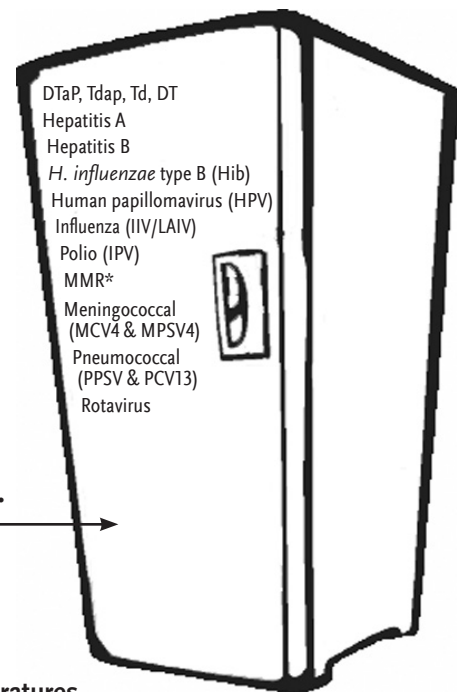 DTaP, Tdap, Td, DT
Hepatitis A
Hepatitis B
H. influenzae type B (Hib)
Human papillomavirus (HPV)
Influenza (IIV/LAIV)
Polio (IPV)
MMR*
Meningococcal
(MCV4 & MPSV4)
Pneumococcal
(PPSV & PCV13)
Rotavirus